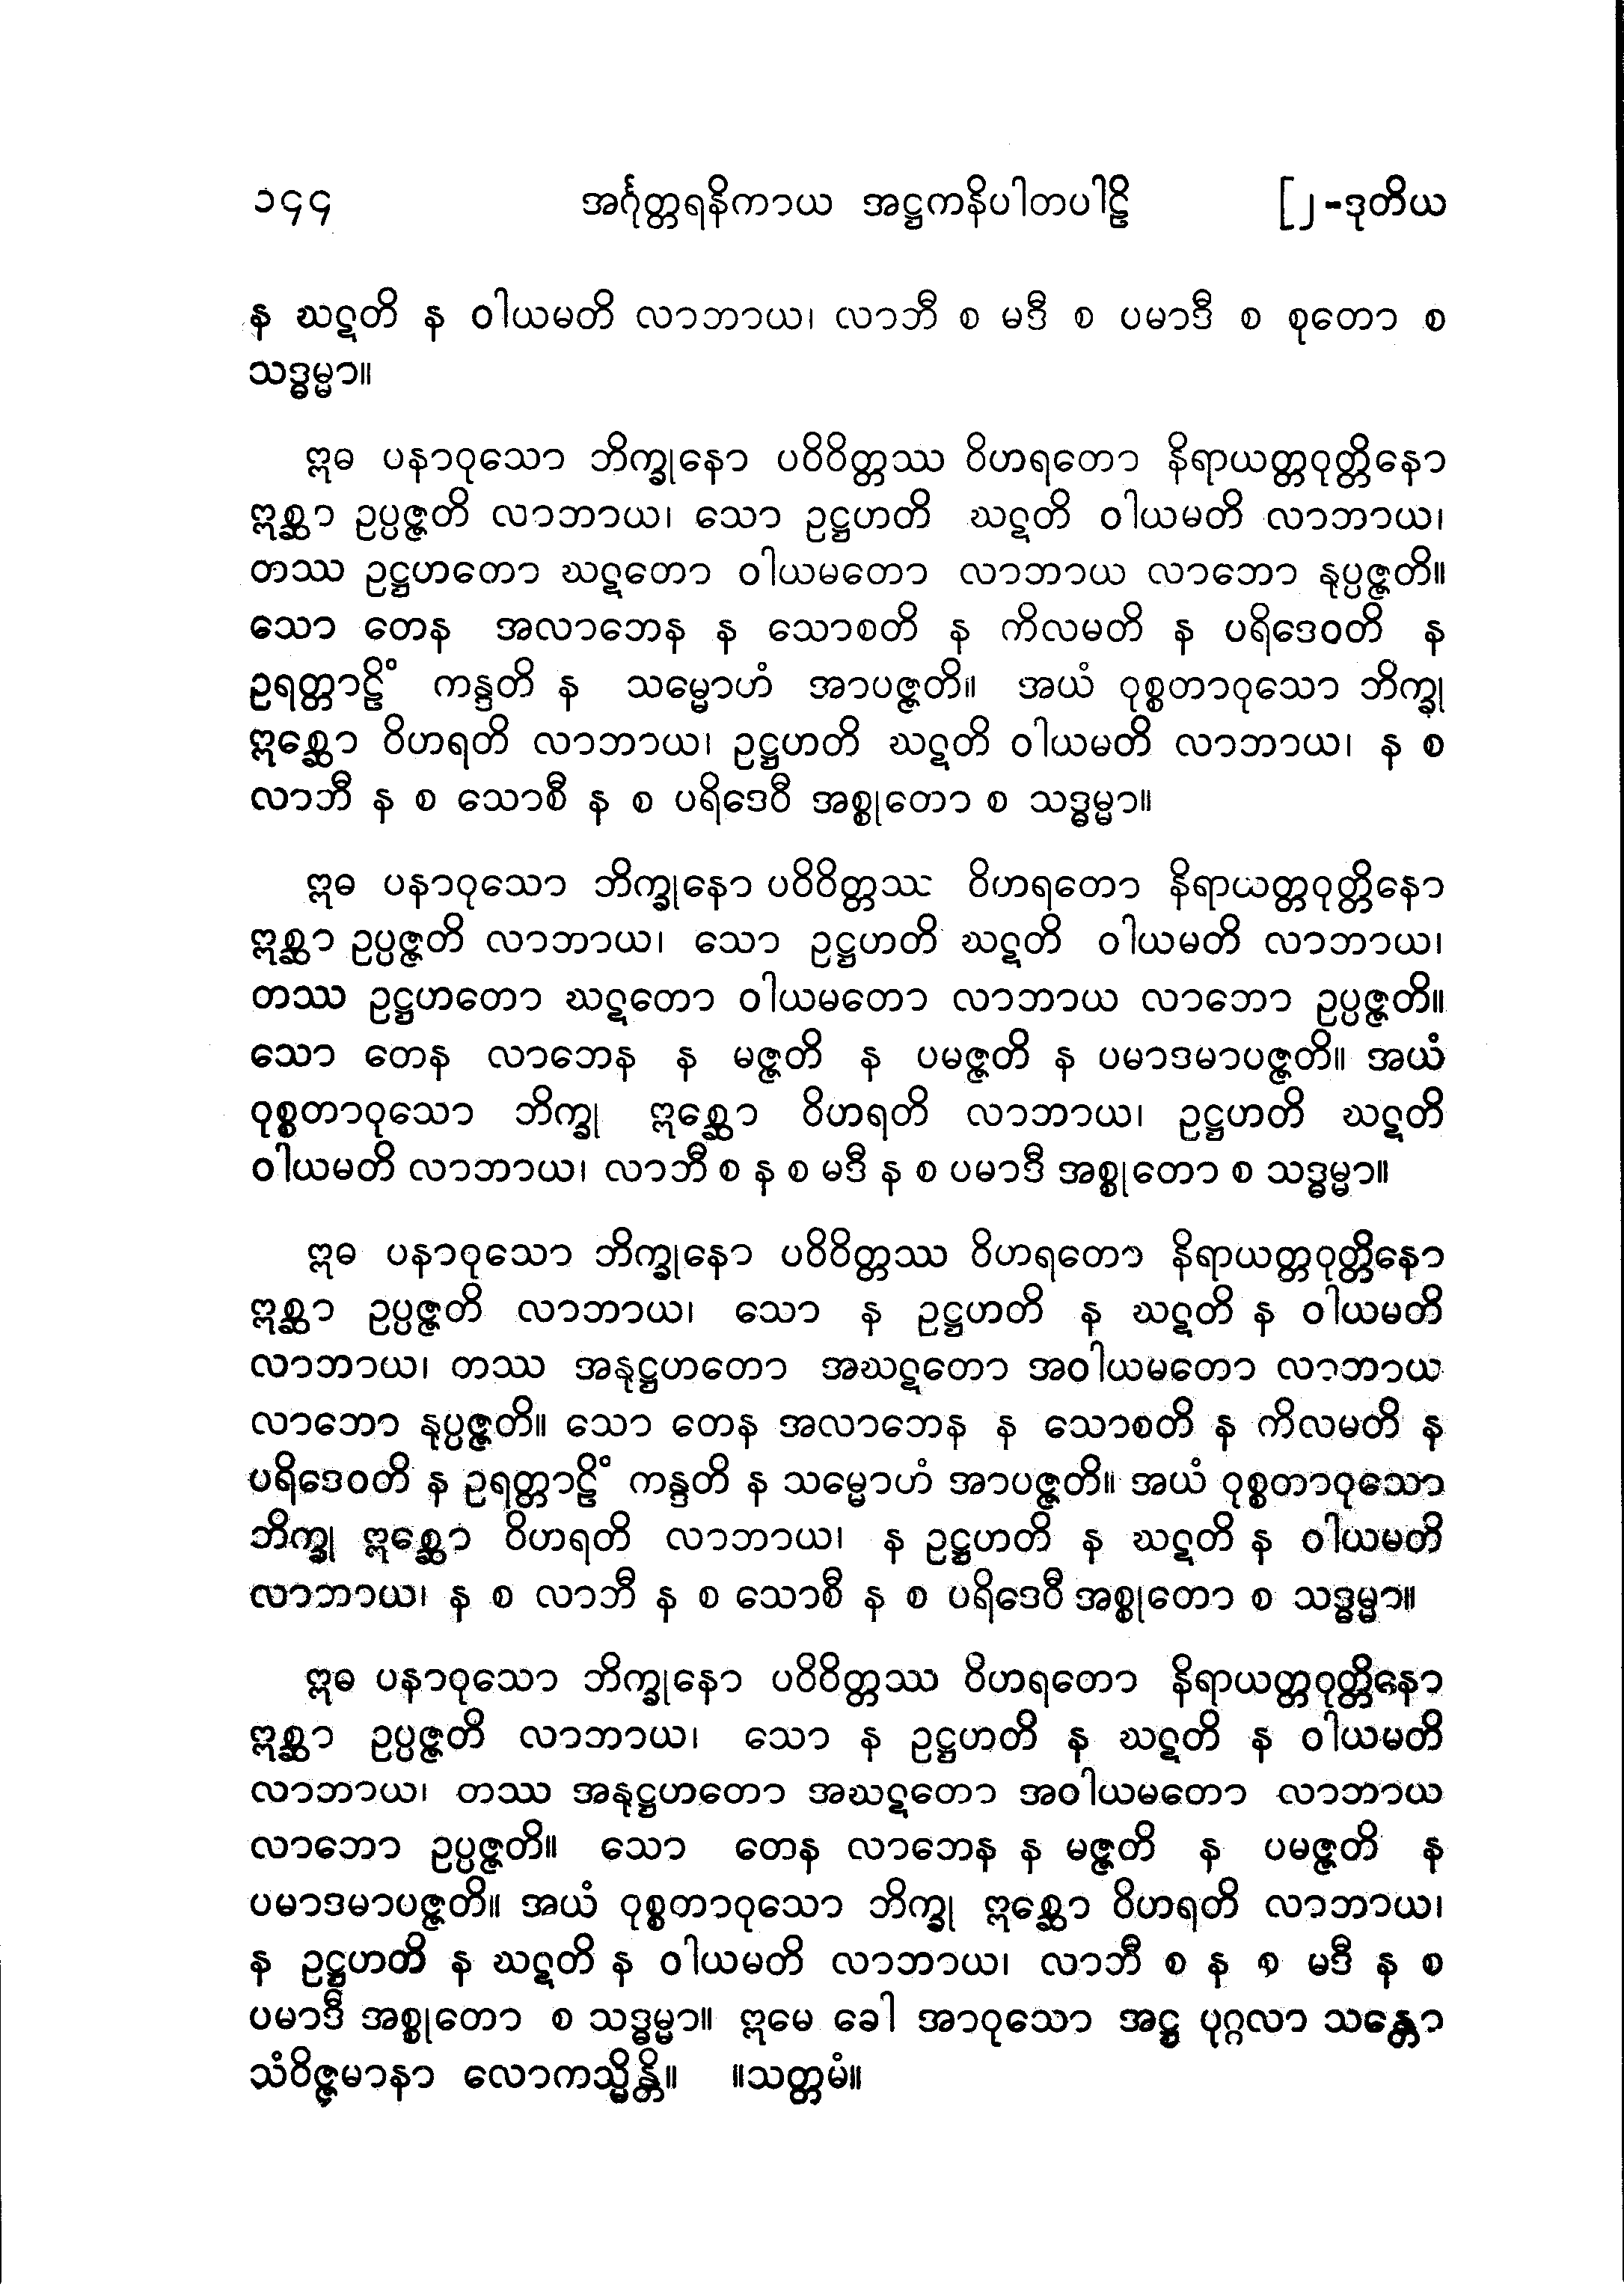 ၁၄၄ အင်္ဂုတ္တရနိကာယ အဋ္ဌကနိပါတပါဠိ [၂-ဒုတိယ
န ဃဋတိ န ဝါယမတိ လာဘာယ၊ လာဘီ စ မဒီ စ ပမာဒီ စ စုတော စ
သဒ္ဓမ္မာ။
ဣဓ ပနာဝုသော ဘိက္ခုနော ပဝိဝိတ္တဿ ဝိဟရတော နိရာယတ္တဝုတ္တိနော
ဣစ္ဆာ ဥပ္ပဇ္ဇတိ လာဘာယ၊ သော ဥဋ္ဌဟတိ ဃဋတိ ဝါယမတိ လာဘာယ၊
တဿ ဥဋ္ဌဟတော ဃဋတော ဝါယမတော လာဘာယ လာဘော နုပ္ပဇ္ဇတိ။
သော တေန အလာဘေန န သောစတိ န ကိလမတိ န ပရိဒေဝတိ န
ဥရတ္တာဠိံ ကန္ဒတိ န သမ္မောဟံ အာပဇ္ဇတိ။ အယံ ဝုစ္စတာဝုသော ဘိက္ခု
ဣစ္ဆော ဝိဟရတိ လာဘာယ၊ ဥဋ္ဌဟတိ ဃဋတိ ဝါယမတိ လာဘာယ၊ န စ
လာဘီ န စ သောစီ န စ ပရိဒေဝီ အစ္စုတော စ သဒ္ဓမ္မာ။
ဣဓ ပနာဝုသော ဘိက္ခုနော ပဝိဝိတ္တဿ ဝိဟရတော နိရာယတ္တဝုတ္တိနော
ဣစ္ဆာ ဥပ္ပဇ္ဇတိ လာဘာယ၊ သော ဥဋ္ဌဟတိ ဃဋတိ ဝါယမတိ လာဘာယ၊
တဿ ဥဋ္ဌဟတော ဃဋတော ဝါယမတော လာဘာယ လာဘော ဥပ္ပဇ္ဇတိ။
သော တေန လာဘေန န မဇ္ဇတိ န ပမဇ္ဇတိ န ပမာဒမာပဇ္ဇတိ။ အယံ
ဝုစ္စတာဝုသော ဘိက္ခု ဣစ္ဆော ဝိဟရတိ လာဘာယ၊ ဥဋ္ဌဟတိ ဃဋတိ
ဝါယမတိ လာဘာယ၊ လာဘီ စ န စ မဒီ န စ ပမာဒီ အစ္စုတော စ သဒ္ဓမ္မာ။
ဣဓ ပနာဝုသော ဘိက္ခုနော ပဝိဝိတ္တဿ ဝိဟရတော နိရာယတ္တဝုတ္တိနော
ဣစ္ဆာ ဥပ္ပဇ္ဇတိ လာဘာယ၊ သော န ဥဋ္ဌဟတိ န ဃဋတိ န ဝါယမတိ
လာဘာယ၊ တဿ အနုဋ္ဌဟတော အဃဋတော အဝါယမတော လာဘာယ
လာဘော နုပ္ပဇ္ဇတိ။ သော တေန အလာဘေန န သောစတိ န ကိလမတိ န
ပရိဒေဝတိ န ဥရတ္တာဠိံ ကန္ဒတိ န သမ္မောဟံ အာပဇ္ဇတိ။ အယံ ဝုစ္စတာဝုသော
ဘိက္ခု ဣစ္ဆော ဝိဟရတိ လာဘာယ၊ န ဥဋ္ဌဟတိ န ဃဋတိ န ဝါယမတိ
လာဘာယ၊ န စ လာဘီ န စ သောစီ န စ ပရိဒေဝီ အစ္စုတော စ သဒ္ဓမ္မာ။
ဣဓ ပနာဝုသော ဘိက္ခုနော ပဝိဝိတ္တဿ ဝိဟရတော နိရာယတ္တဝုတ္တိနော
ဣစ္ဆာ ဥပ္ပဇ္ဇတိ လာဘာယ၊ သော န ဥဋ္ဌဟတိ န ဃဋတိ န ဝါယမတိ
လာဘာယ၊ တဿ အနုဋ္ဌဟတော အဃဋတော အဝါယမတော လာဘာယ
လာဘော ဥပ္ပဇ္ဇတိ။ သော တေန လာဘေန န မဇ္ဇတိ န ပမဇ္ဇတိ န
ပမာဒမာပဇ္ဇတိ။ အယံ ဝုစ္စတာဝုသော ဘိက္ခု ဣစ္ဆော ဝိဟရတိ လာဘာယ၊
န ဥဋ္ဌဟတိ န ဃဋတိ န ဝါယမတိ လာဘာယ၊ လာဘီ စ န စ မဒီ န စ
ပမာဒီ အစ္စုတော စ သဒ္ဓမ္မာ။ ဣမေ ခေါ အာဝုသော အဋ္ဌ ပုဂ္ဂလာ သန္တော
သံဝိဇ္ဇမာနာ လောကသ္မိန္တိ။ ။သတ္တမံ။